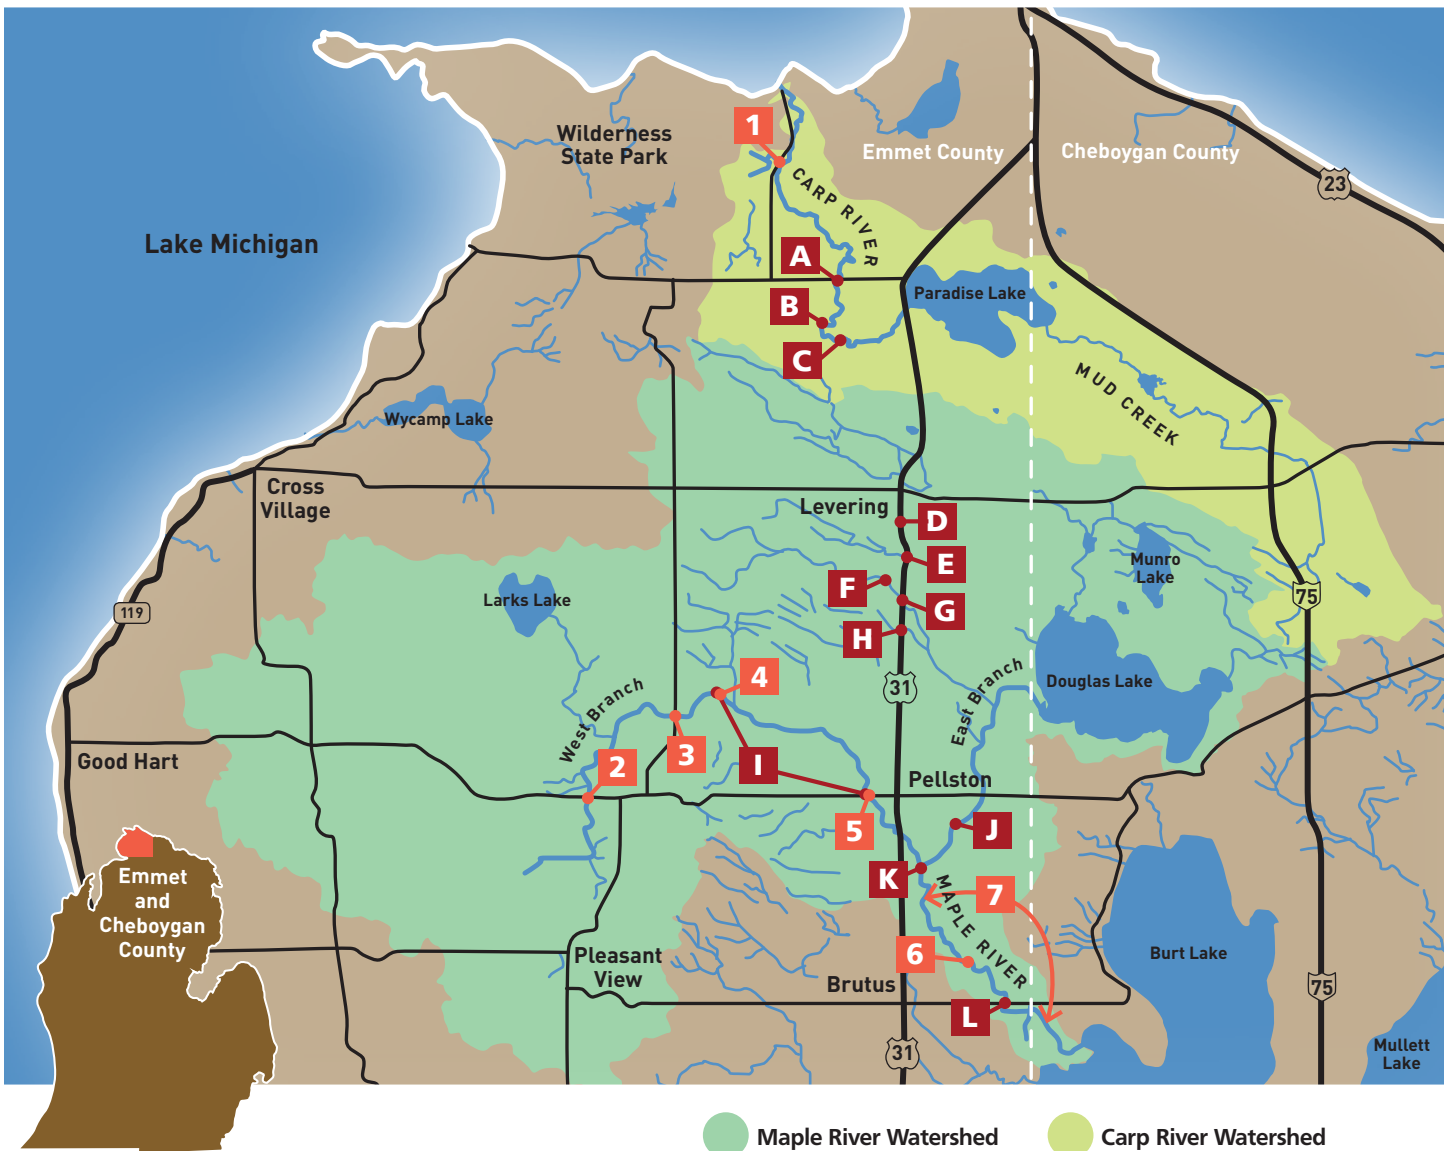 1
Wilderness
State Park
Emmet County
Cheboygan County
23
CARP RIVER
Lake Michigan
A
B
C
Paradise Lake
MUD CREEK
Wycamp Lake
Cross
Village
Levering
D
E
F
G
H
Munro
Lake
Larks Lake
119
75
4
31
West Branch
East Branch
Douglas Lake
3
2
I
Good Hart
Pellston
5
J
K
7
MAPLE RIVER
Emmet
and
Cheboygan
County
6
Pleasant
View
Brutus
L
Burt Lake
75
31
Mullett
Lake
Maple River Watershed
Carp River Watershed